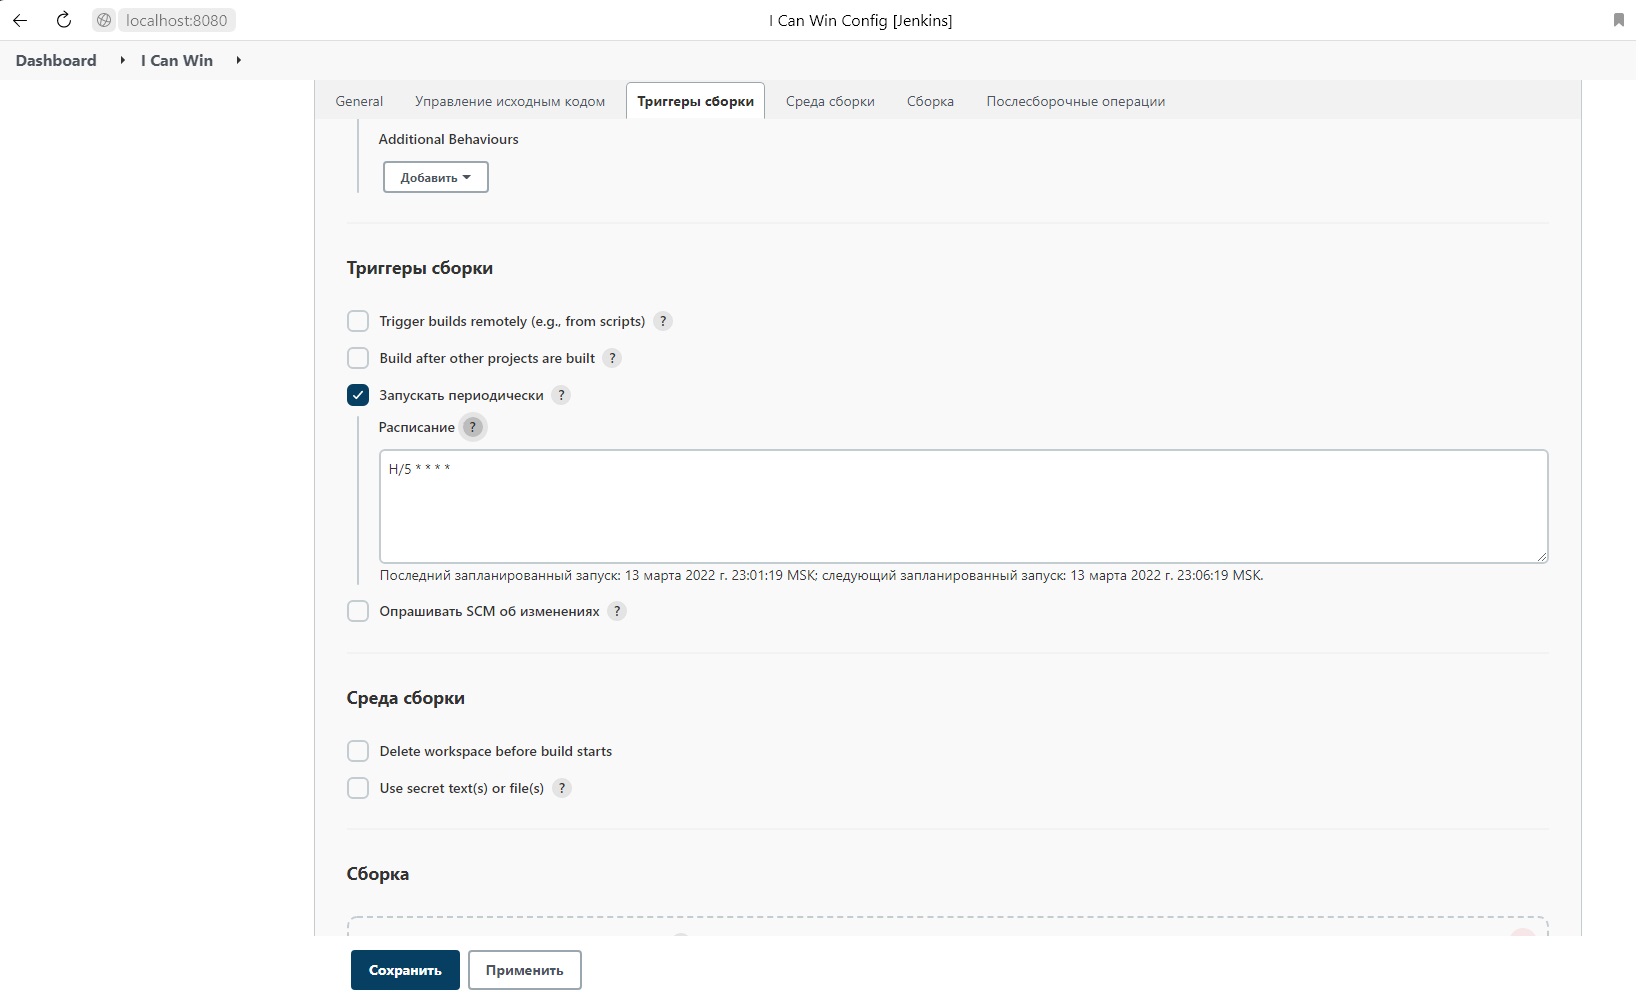 localhost:8080 I Can Win Config [Jenkins]
Dashboard I Can Win
General Управление исходным кодом Триггеры сборки Среда сборки Сборка Послесборочные операции
Additional Behaviours
Добавить
Триггеры сборки
Trigger builds remotely (e.g., from scripts) ?
Build after other projects are built ?
Запускать периодически ?
Расписание ?
H/5 * * * *
Последний запланированный запуск: 13 марта 2022 г. 23:01:19 MSK; следующий запланированный запуск: 13 марта 2022 г. 23:06:19 MSK.
Опрашивать SCM об изменениях ?
Среда сборки
Delete workspace before build starts
Use secret text(s) or file(s) ?
Сборка
Сохранить Применить